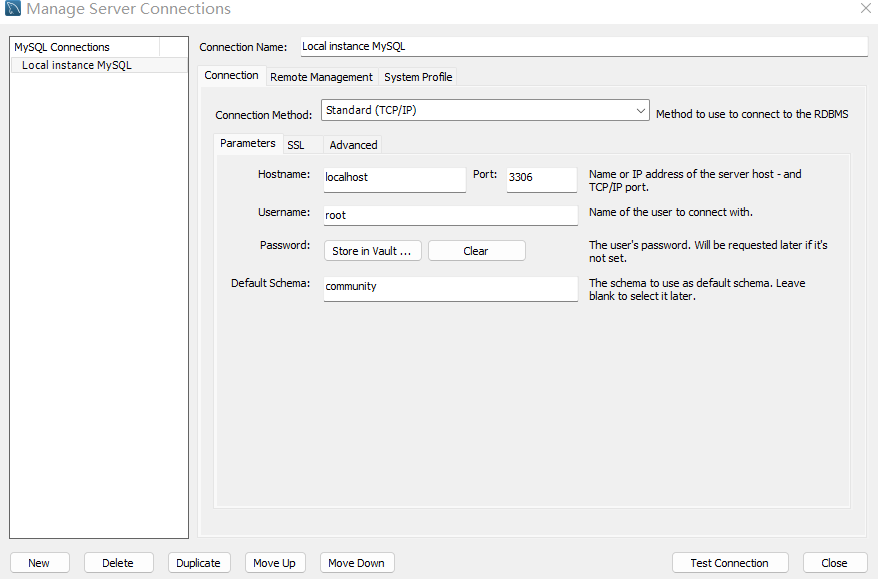 Manage Server Connections
MySQL Connections
Local instance MySQL
Connection Name: Local instance MySQL
Connection Remote Management System Profile
Connection Method: Standard (TCP/IP) Method to use to connect to the RDBMS
Parameters SSL Advanced
Hostname: localhost Port: 3306 Name or IP address of the server host - and
TCP/IP port.
Username: root Name of the user to connect with.
Password: Store in Vault ... Clear The user's password. Will be requested later if it's
not set.
Default Schema: community The schema to use as default schema. Leave
blank to select it later.
New Delete Duplicate Move Up Move Down Test Connection Close